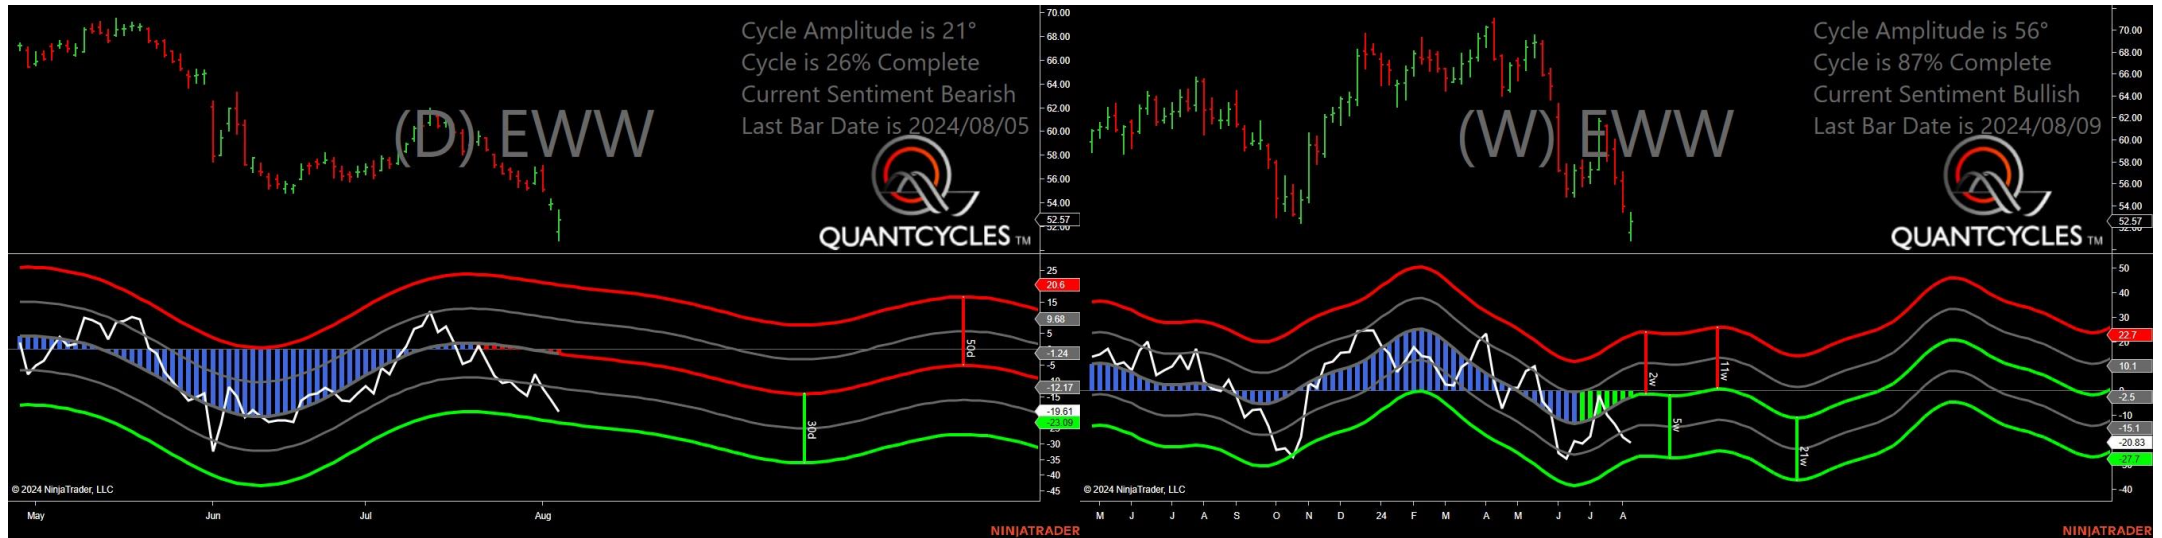 Cycle Amplitude is 21°
Cycle is 26% Complete
Current Sentiment Bearish
Last Bar Date is 2024/08/05
(D) EWW
QUANTCYCLES TM
70.00
68.00
66.00
64.00
62.00
60.00
58.00
56.00
54.00
52.57
52.00
25
20.6
15
9.68
5
-1.24
-5
-12.17
-15
-19.61
-23.09
-30
-35
-40
-45
50d
30d
© 2024 NinjaTrader, LLC
May Jun Jul Aug
NINJATRADER
Cycle Amplitude is 56°
Cycle is 87% Complete
Current Sentiment Bullish
Last Bar Date is 2024/08/09
(W) EWW
QUANTCYCLES TM
70.00
68.00
66.00
64.00
62.00
60.00
58.00
56.00
54.00
52.57
52.00
50
40
30
22.7
20
10.1
-2.5
-10
-15.1
-20.83
-27.7
-40
2w
11w
5w
21w
© 2024 NinjaTrader, LLC
M J J A S O N D 24 F M A M J J A
NINJATRADER